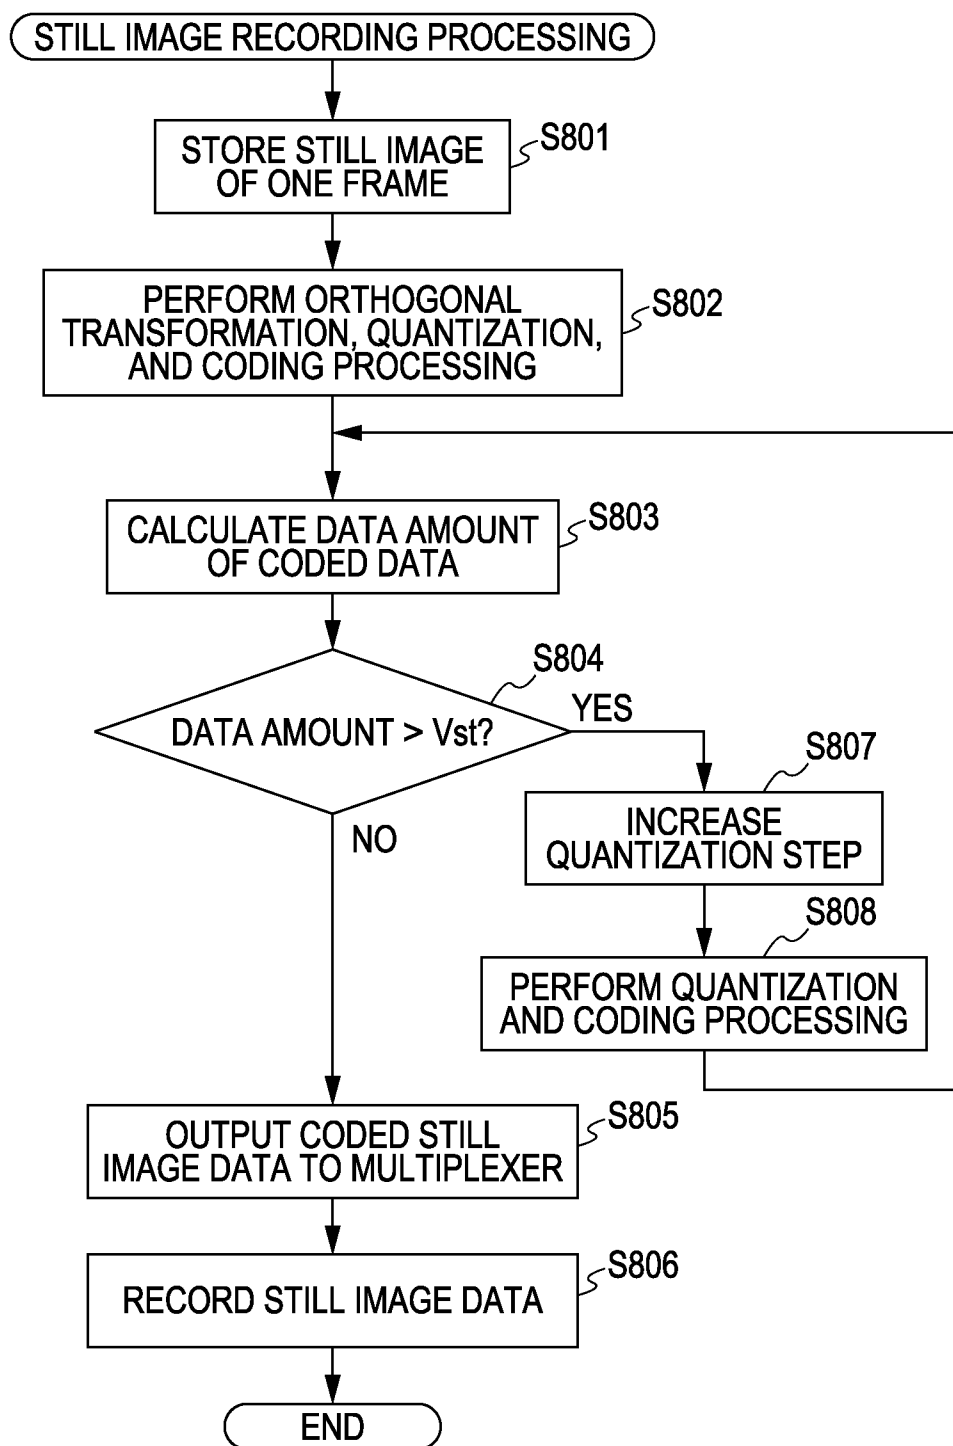 STILL IMAGE RECORDING PROCESSING
S801
STORE STILL IMAGE
OF ONE FRAME
S802
PERFORM ORTHOGONAL
TRANSFORMATION, QUANTIZATION,
AND CODING PROCESSING
S803
CALCULATE DATA AMOUNT
OF CODED DATA
S804
DATA AMOUNT > Vst?
YES
NO
S807
INCREASE
QUANTIZATION STEP
S808
PERFORM QUANTIZATION
AND CODING PROCESSING
S805
OUTPUT CODED STILL
IMAGE DATA TO MULTIPLEXER
S806
RECORD STILL IMAGE DATA
END